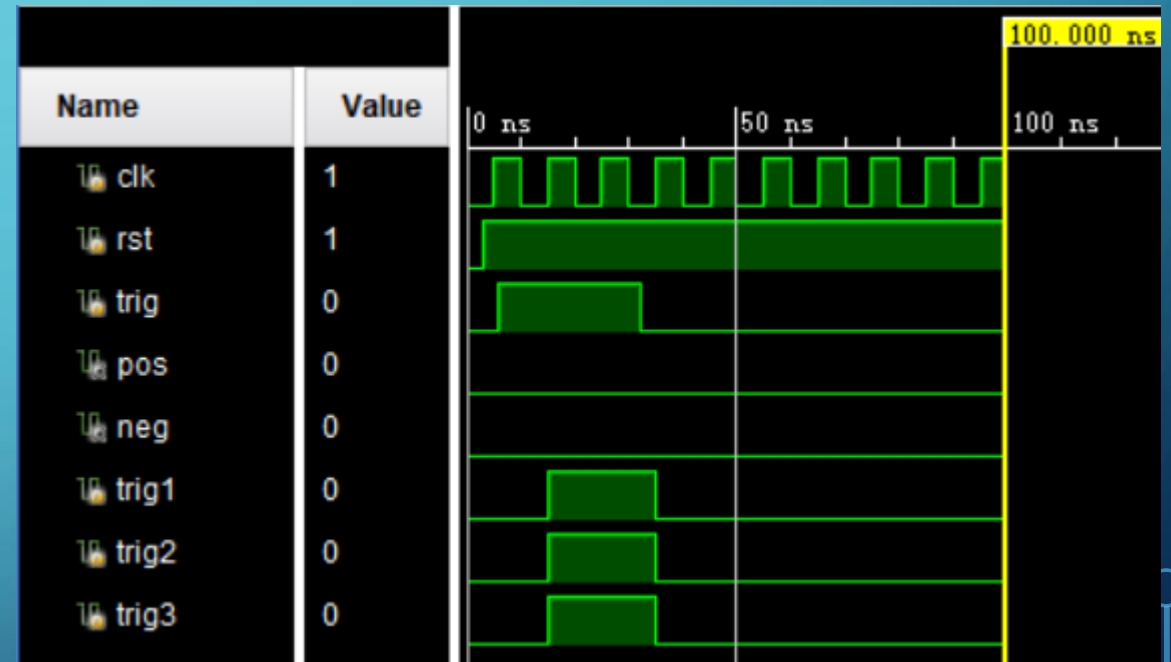 100.000 ns
Name Value
0 ns 50 ns 100 ns
clk 1
rst 1
trig 0
pos 0
neg 0
trig1 0
trig2 0
trig3 0